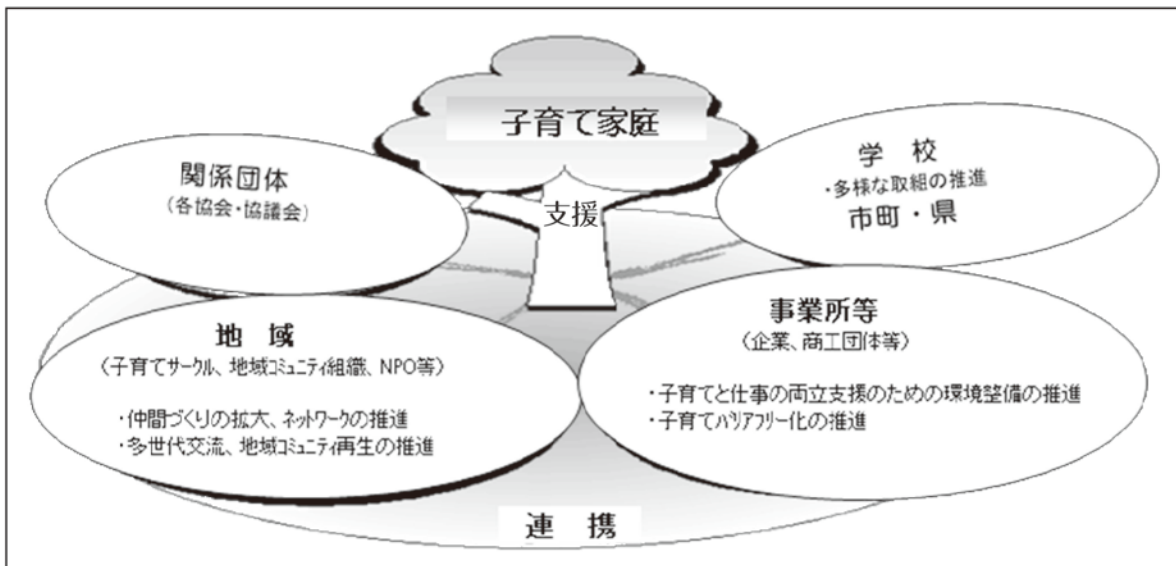 子育て家庭
支援
関係団体
（各協会・協議会）
学　校
・多様な取組の推進
市町・県
地　域
〈子育てサークル、地域コミュニティ組織、NPO等〉
・仲間づくりの拡大、ネットワークの推進
・多世代交流、地域コミュニティ再生の推進
事業所等
〈企業、商工団体等〉
・子育てと仕事の両立支援のための環境整備の推進
・子育てバリアフリー化の推進
連　携